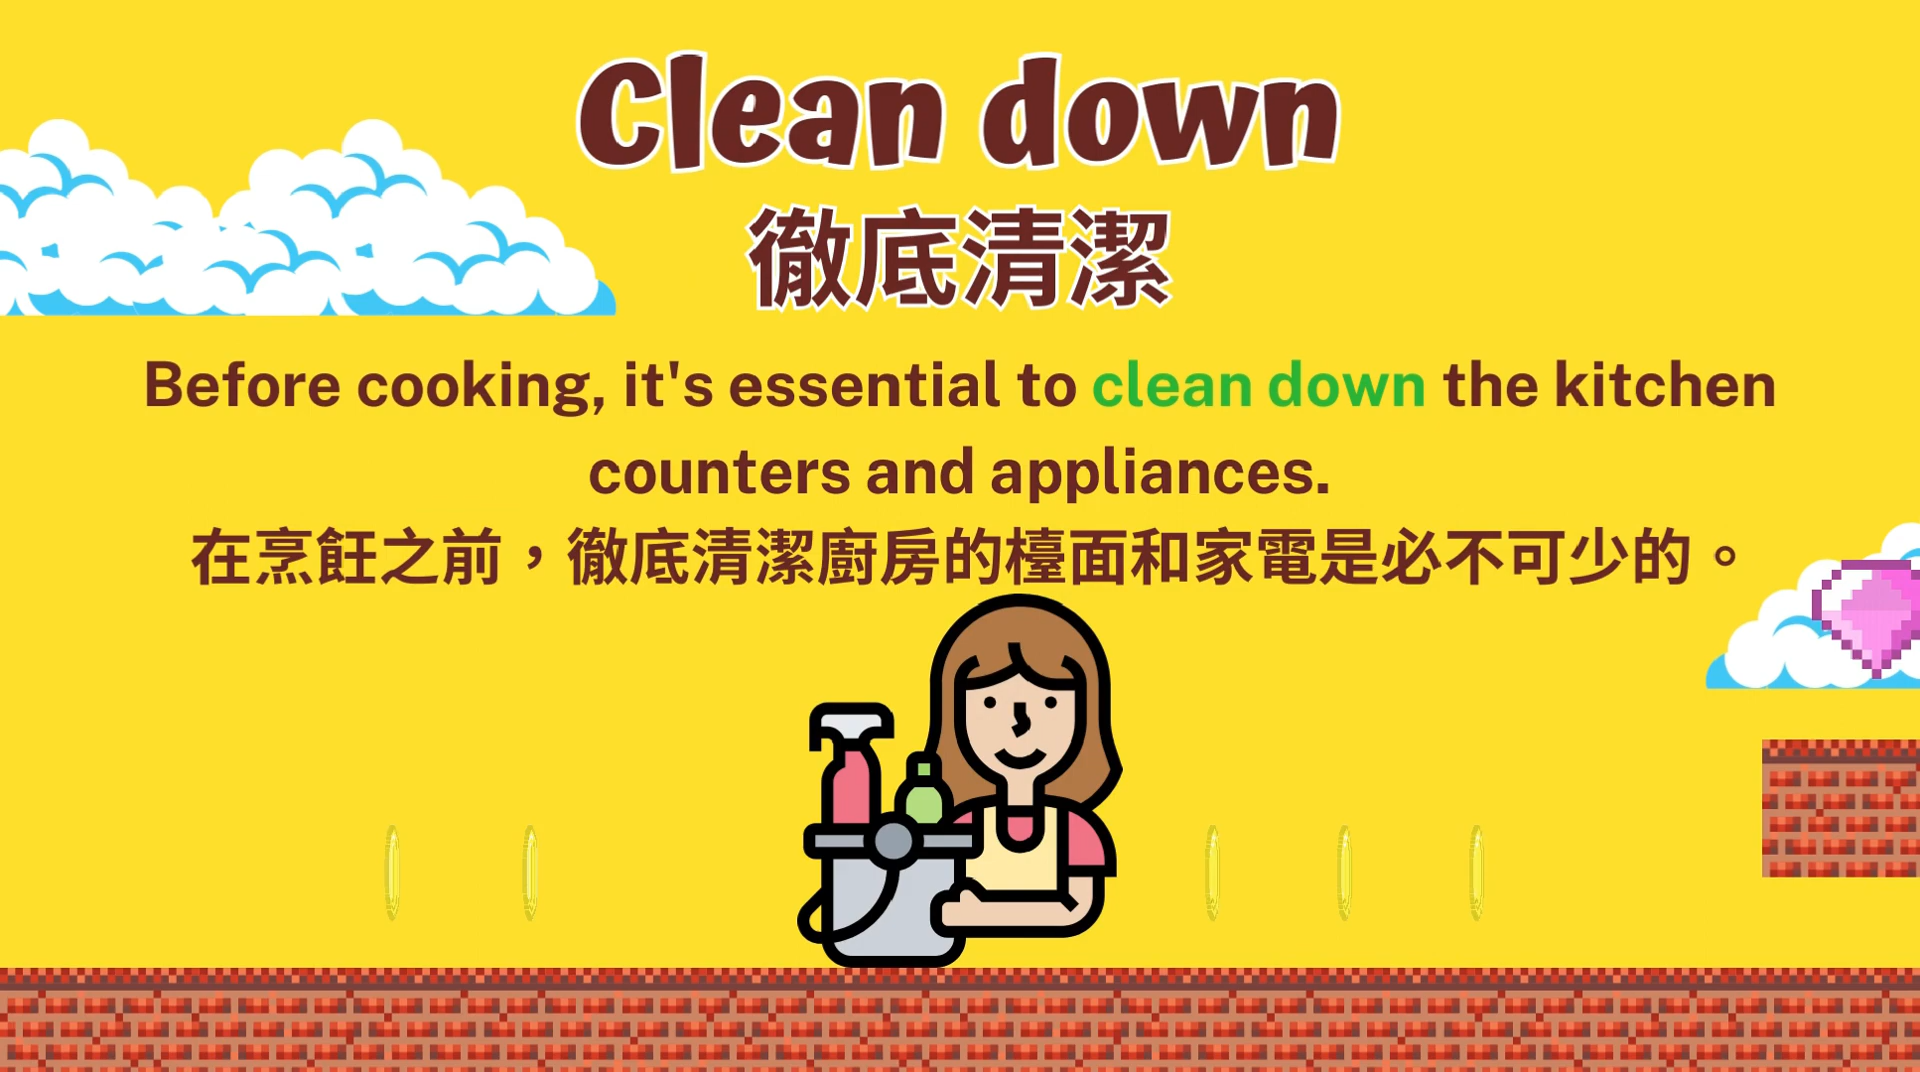 Clean down
徹底清潔
Before cooking, it's essential to clean down the kitchen
counters and appliances.
在烹飪之前，徹底清潔廚房的檯面和家電是必不可少的。